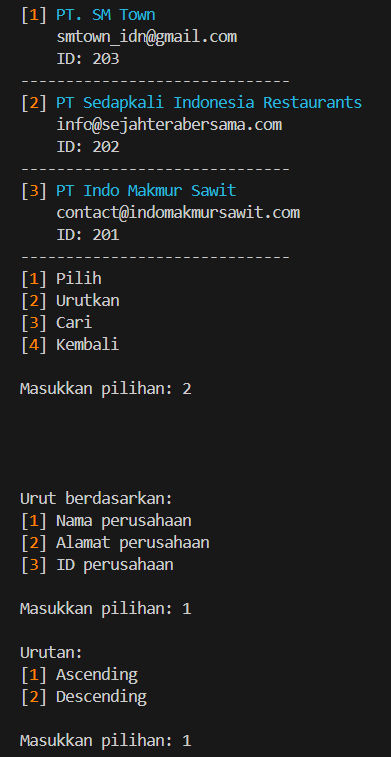 [1] PT. SM Town
smtown_idn@gmail.com
ID: 203
------------------------------
[2] PT Sedapkali Indonesia Restaurants
info@sejahterabersama.com
ID: 202
------------------------------
[3] PT Indo Makmur Sawit
contact@indomakmursawit.com
ID: 201
------------------------------
[1] Pilih
[2] Urutkan
[3] Cari
[4] Kembali
Masukkan pilihan: 2
Urut berdasarkan:
[1] Nama perusahaan
[2] Alamat perusahaan
[3] ID perusahaan
Masukkan pilihan: 1
Urutan:
[1] Ascending
[2] Descending
Masukkan pilihan: 1